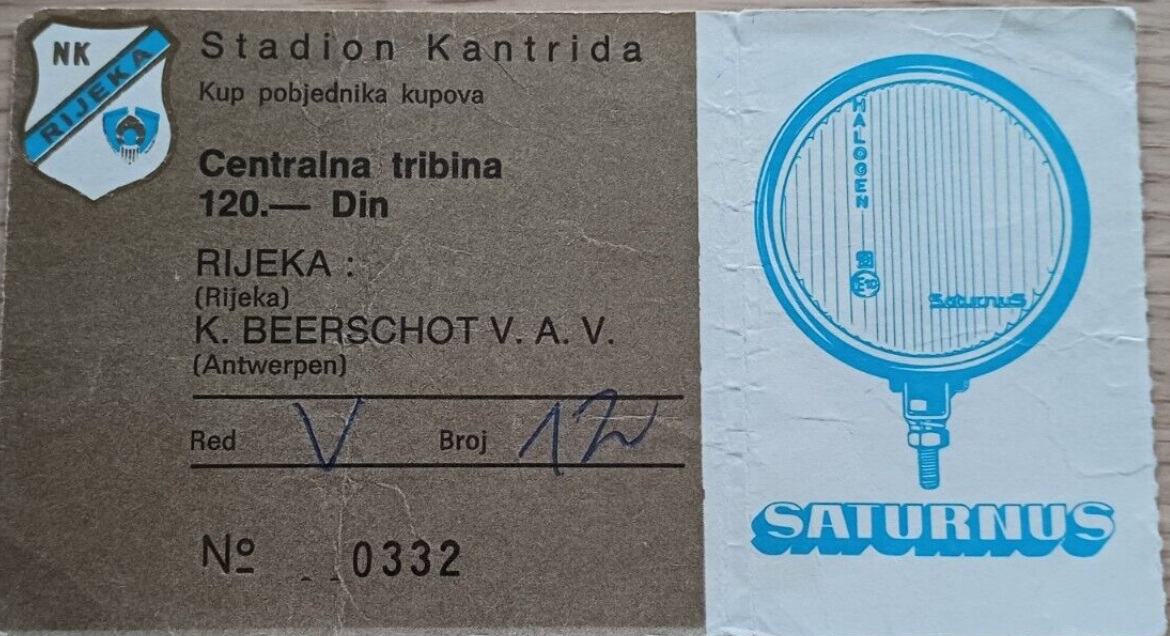 NK
RIJEKA
Stadion Kantrida
Kup pobjednika kupova
Centralna tribina
120.— Din
RIJEKA :
(Rijeka)
K. BEERSCHOT V. A. V.
(Antwerpen)
Red V Broj 12
Nº 0332
HALOGEN
Saturnus
SATURNUS